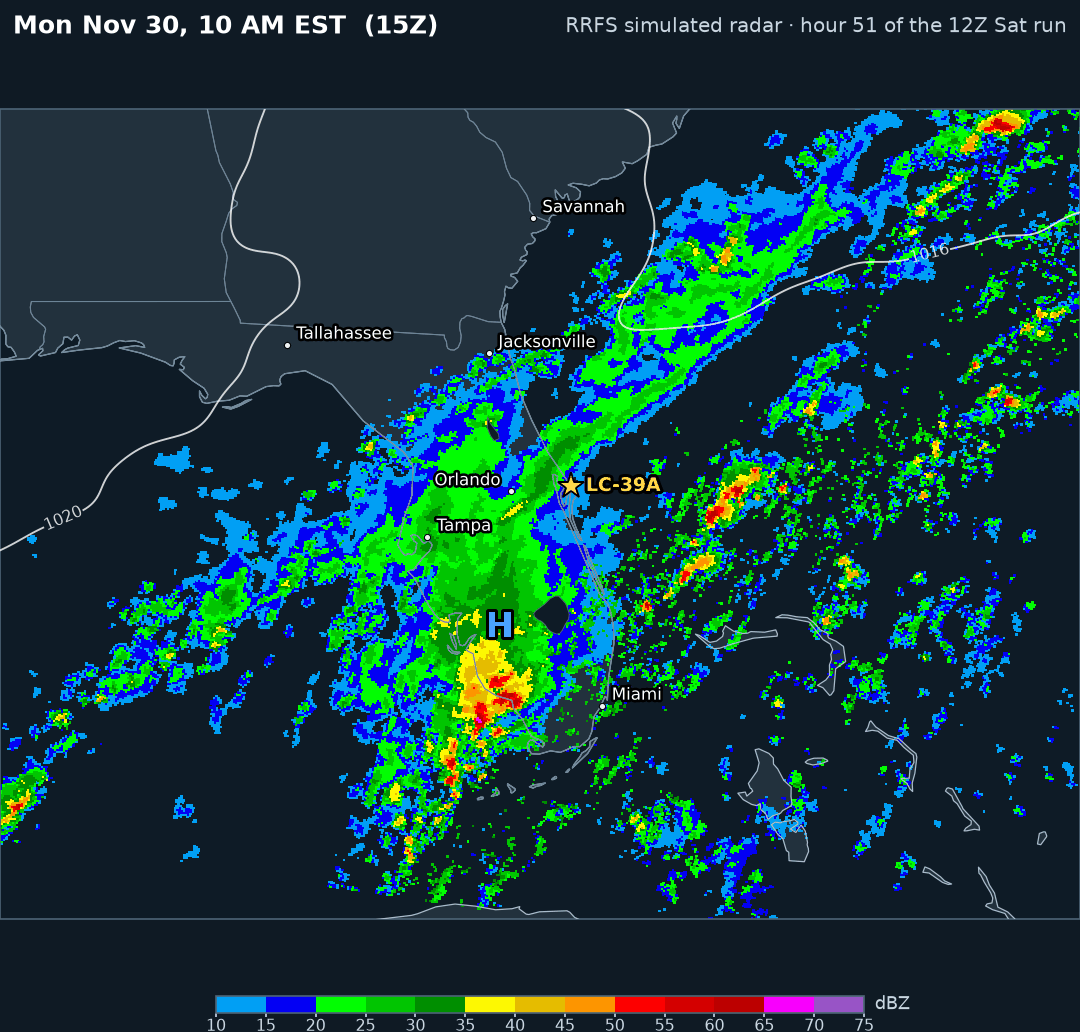 Mon Nov 30, 10 AM EST (15Z)
RRFS simulated radar · hour 51 of the 12Z Sat run
Savannah
1016
Tallahassee
Jacksonville
Orlando
LC-39A
1020
Tampa
H
Miami
dBZ
10 15 20 25 30 35 40 45 50 55 60 65 70 75